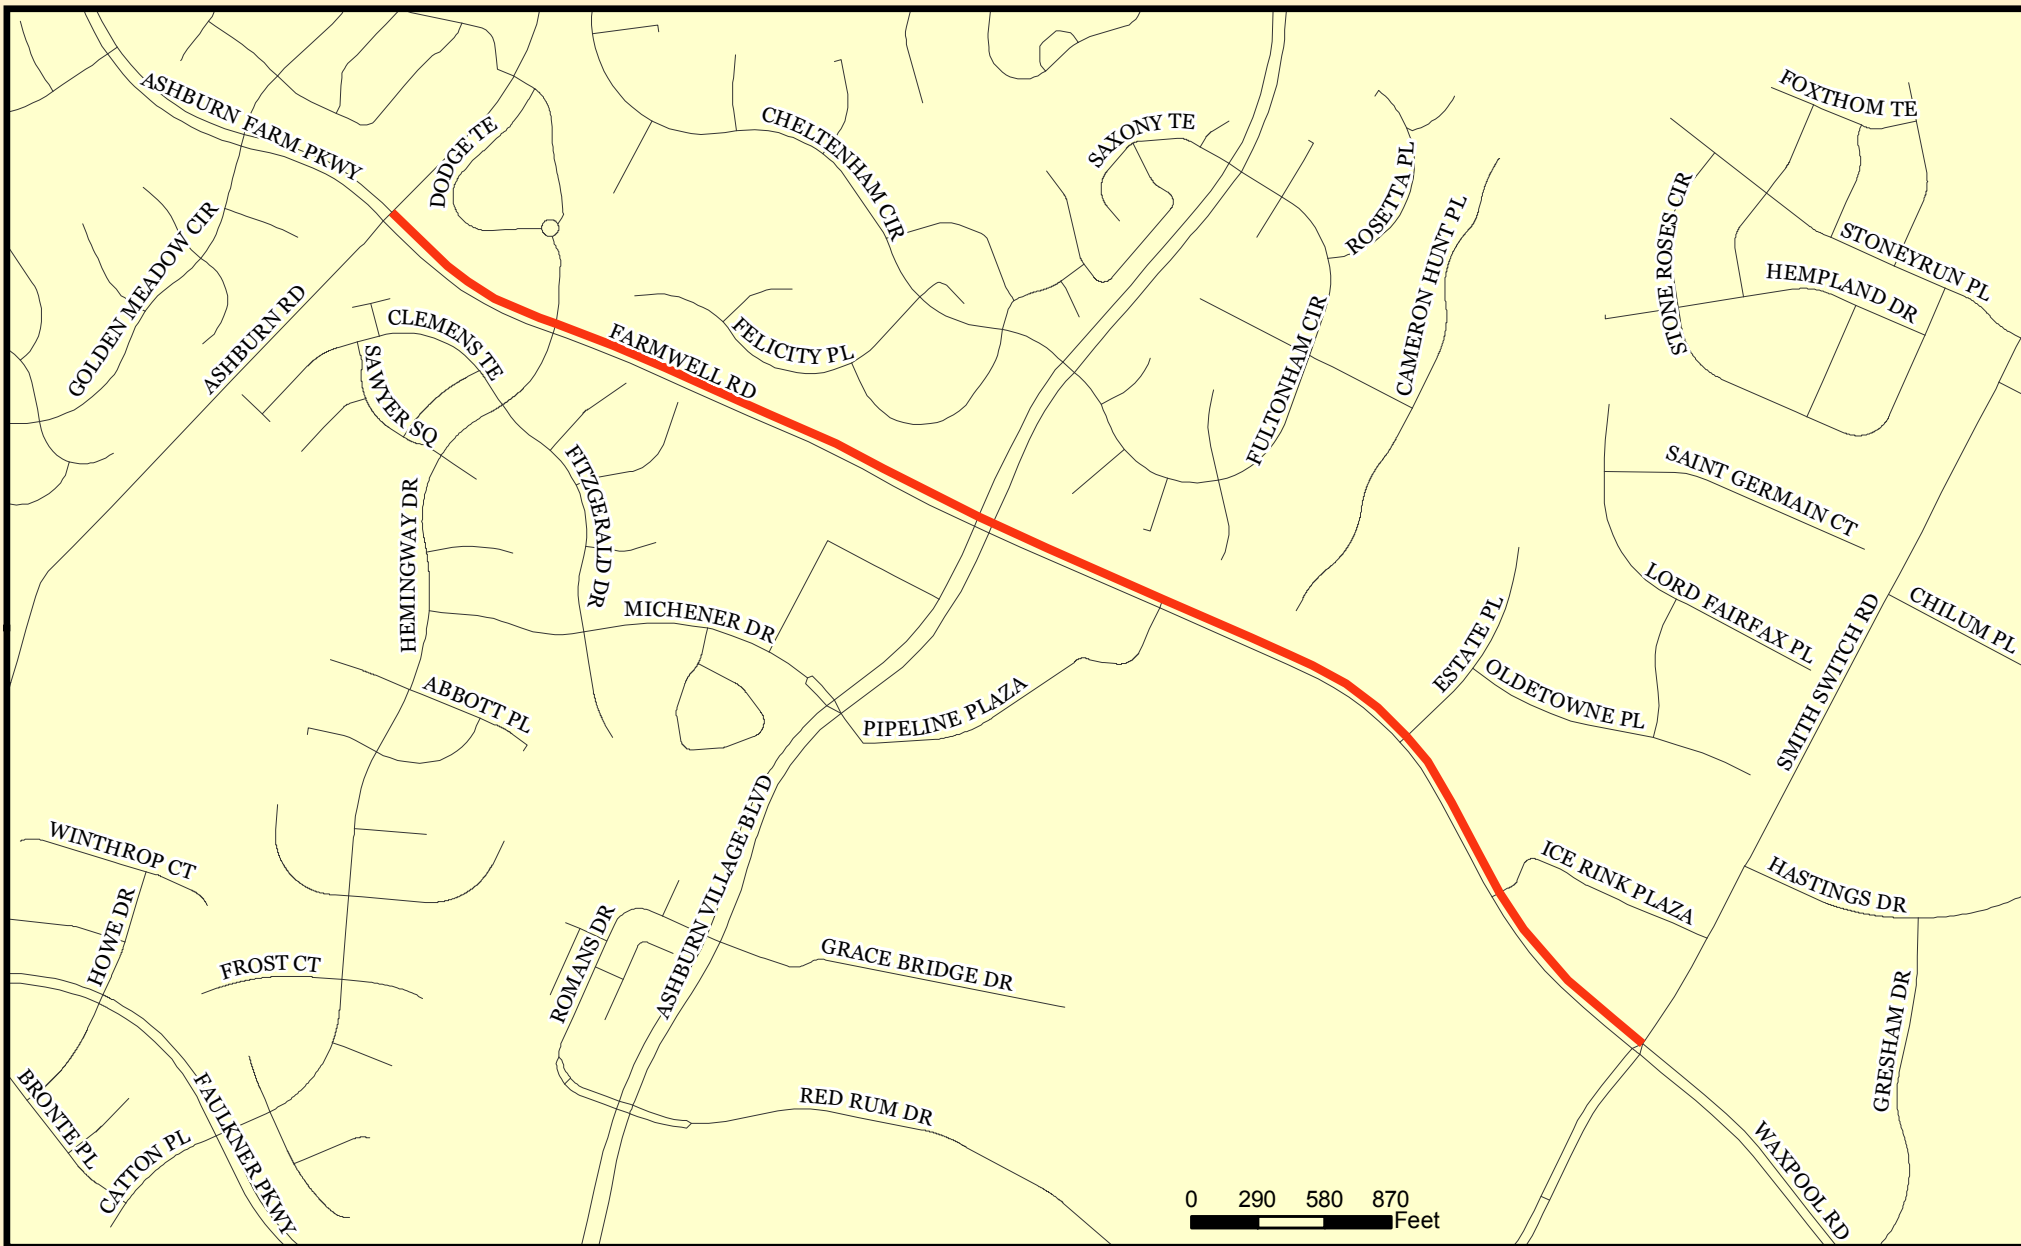 FOXTHOM TE
ASHBURN FARM PKWY
DODGE TE
CHELTENHAM CIR
SAXONY TE
ROSETTA PL
STONE ROSES CIR
STONEYRUN PL
HEMPLAND DR
GOLDEN MEADOW CIR
ASHBURN RD
CLEMENS TE
SAWYER SQ
FARMWELL RD
FELICITY PL
FULTONHAM CIR
CAMERON HUNT PL
HEMINGWAY DR
FITZGERALD DR
SAINT GERMAIN CT
MICHENER DR
LORD FAIRFAX PL
CHILUM PL
ESTATE PL
OLDETOWNE PL
SMITH SWITCH RD
ABBOTT PL
PIPELINE PLAZA
WINTHROP CT
HOWE DR
FROST CT
ROMANS DR
ASHBURN VILLAGE BLVD
GRACE BRIDGE DR
ICE RINK PLAZA
HASTINGS DR
GRESHAM DR
BRONTE PL
CATTON PL
FAULKNER PKWY
RED RUM DR
WAXPOOL RD
0 290 580 870
Feet